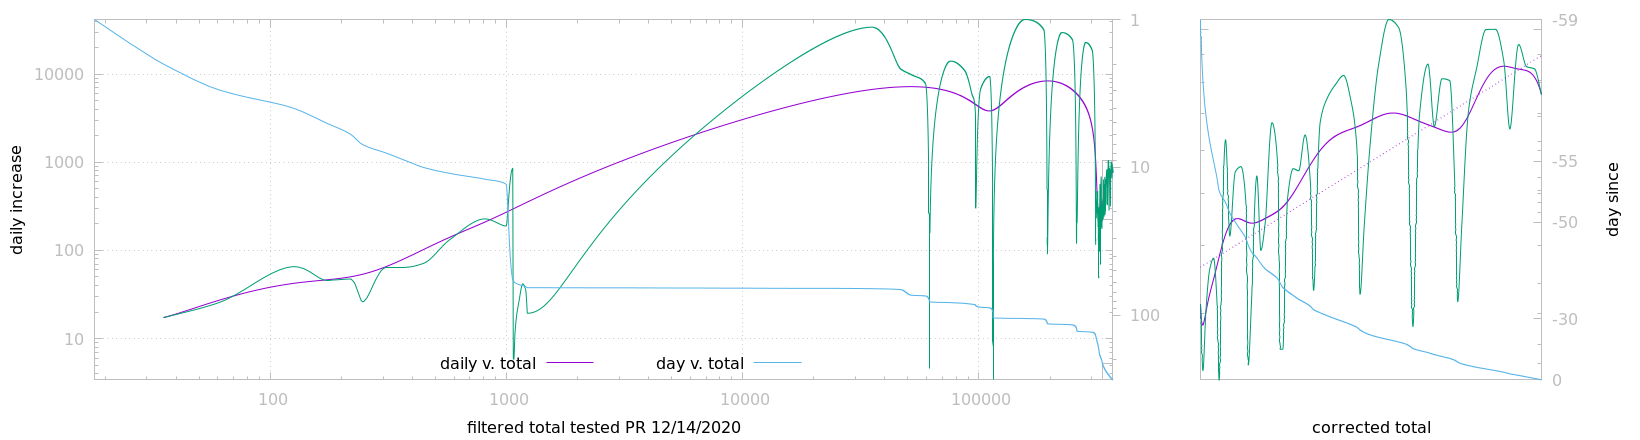 daily increase
10000
1000
100
10
100
1000
10000
100000
filtered total tested PR 12/14/2020
daily v. total
day v. total
1
10
100
-59
-55
-50
-30
0
day since
corrected total